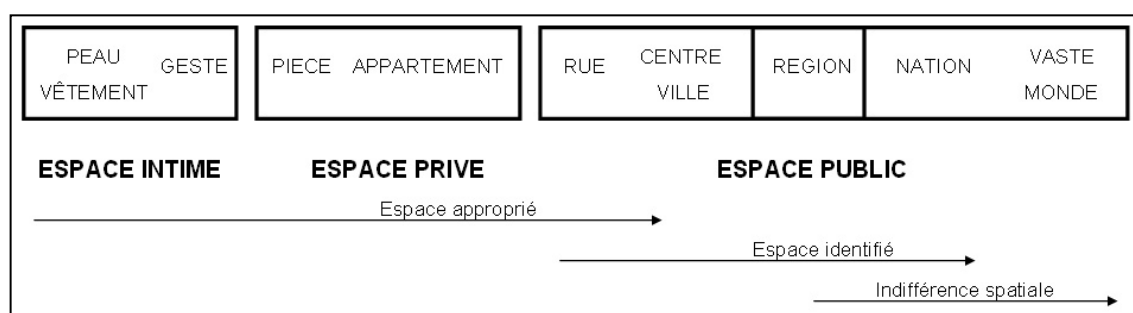 PEAU
VÊTEMENT
GESTE
PIECE APPARTEMENT
RUE
CENTRE
VILLE
REGION
NATION
VASTE
MONDE
ESPACE INTIME
ESPACE PRIVE
ESPACE PUBLIC
Espace approprié
Espace identifié
Indifférence spatiale